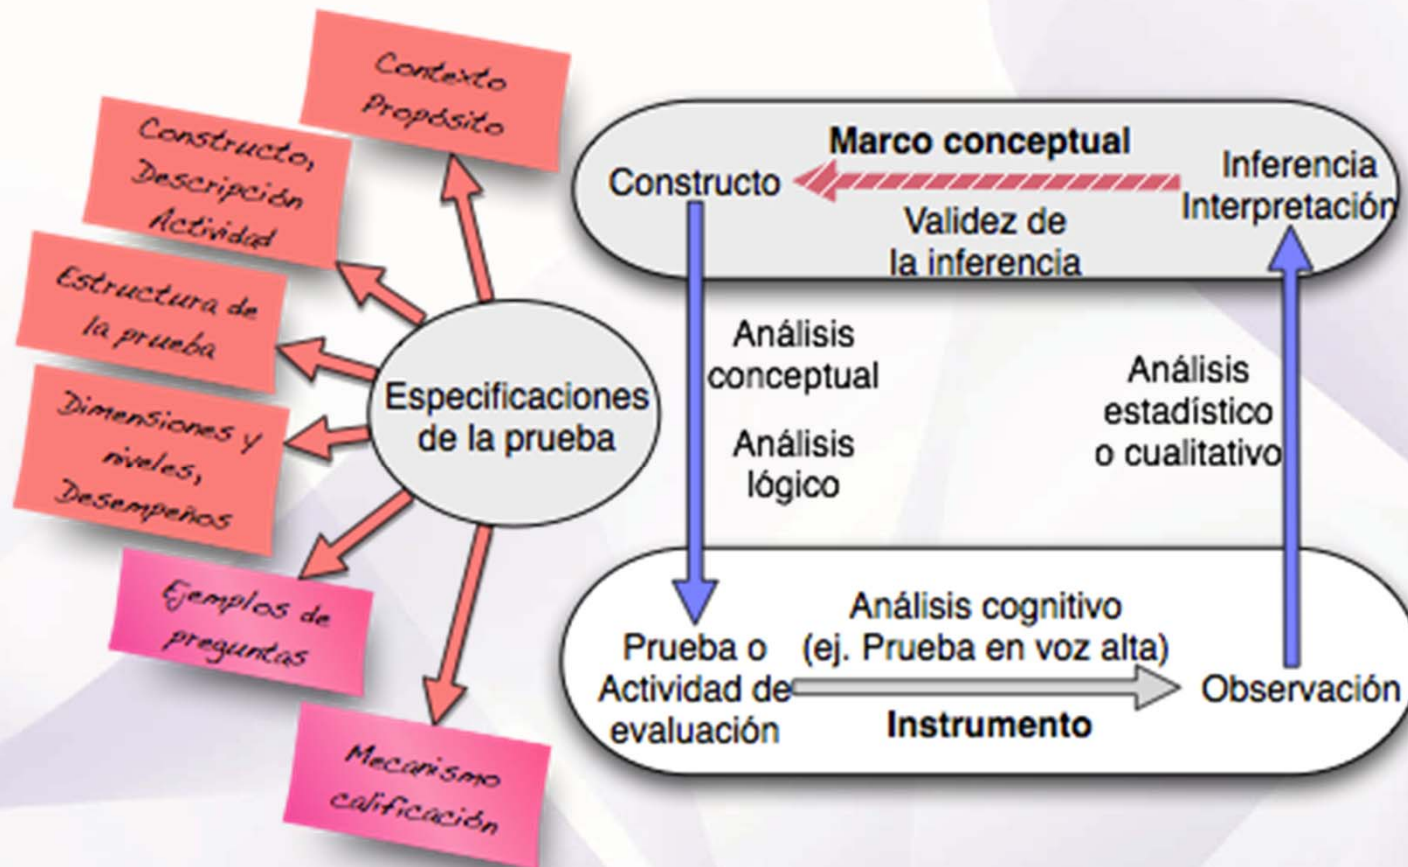 Contexto
Propósito
Constructo,
Descripción
Actividad
Estructura de
la prueba
Dimensiones y
niveles,
Desempeños
Ejemplos de
preguntas
Mecanismo
calificación
Especificaciones
de la prueba
Marco conceptual
Constructo
Inferencia
Interpretación
Validez de
la inferencia
Análisis
conceptual
Análisis
lógico
Análisis
estadístico
o cualitativo
Prueba o
Actividad de
evaluación
Análisis cognitivo
(ej. Prueba en voz alta)
Instrumento
Observación